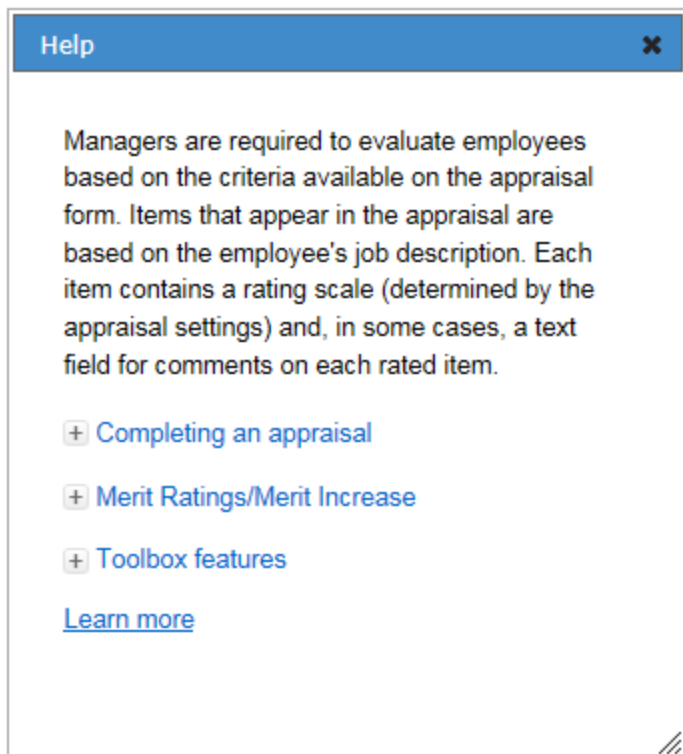 Help
Managers are required to evaluate employees
based on the criteria available on the appraisal
form. Items that appear in the appraisal are
based on the employee's job description. Each
item contains a rating scale (determined by the
appraisal settings) and, in some cases, a text
field for comments on each rated item.
Completing an appraisal
Merit Ratings/Merit Increase
Toolbox features
Learn more